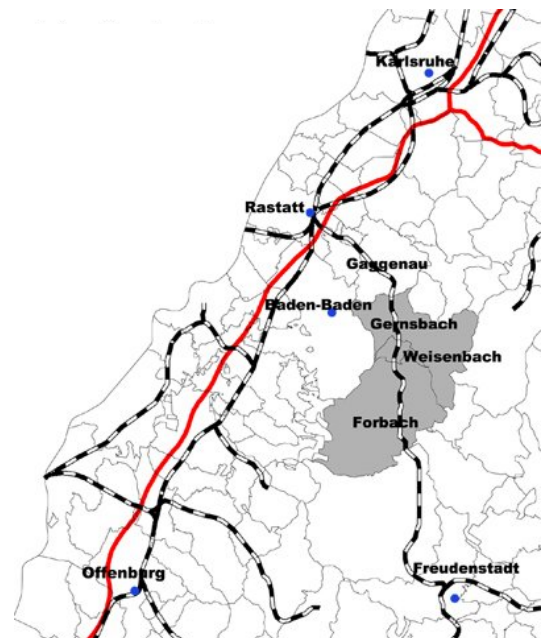 Karlsruhe
Rastatt
Gaggenau
Baden-Baden
Gernsbach
Weisenbach
Forbach
Freudenstadt
Offenburg